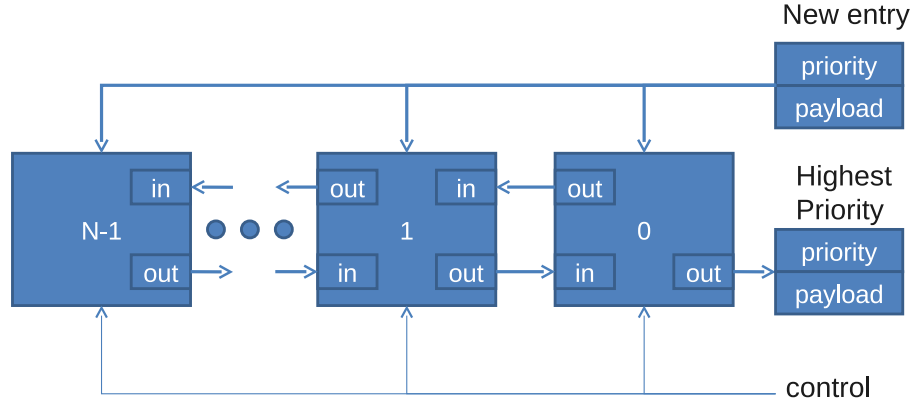 New entry
priority
payload
in
out
in
out
N-1
1
0
out
in
out
in
out
Highest
Priority
priority
payload
control